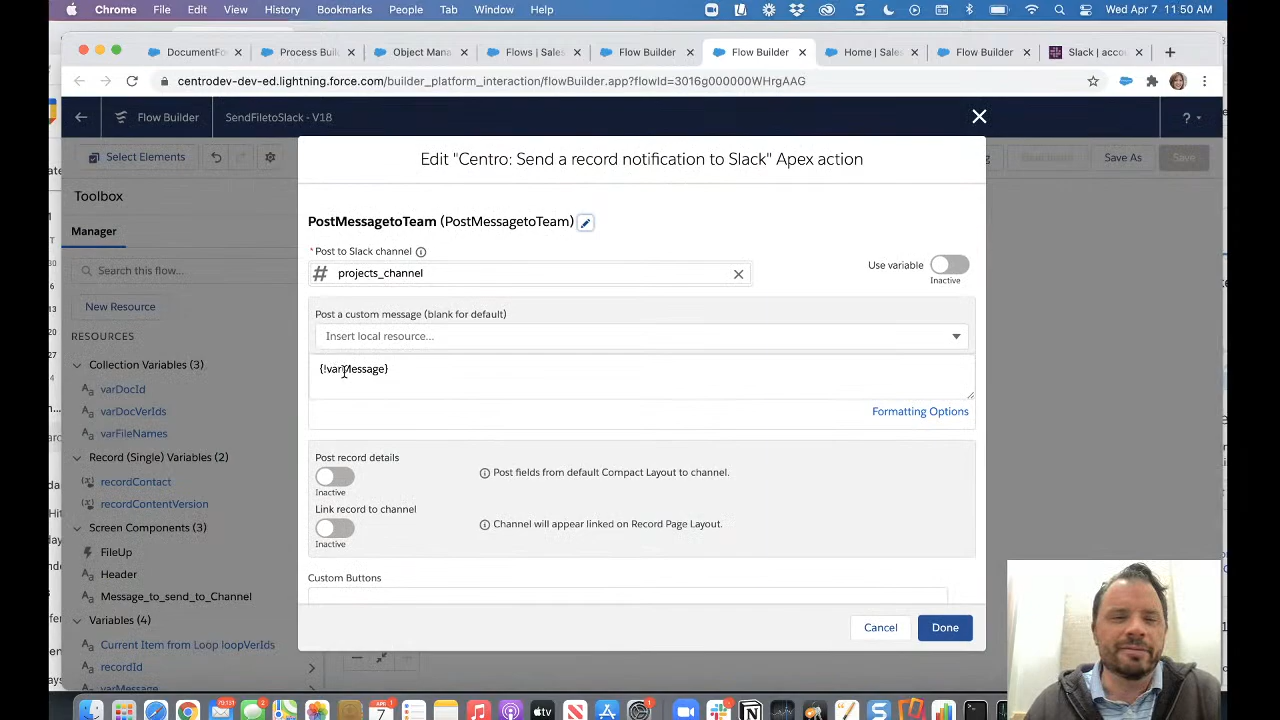 Chrome File Edit View History Bookmarks People Tab Window Help Wed Apr 7 11:50 AM
DocumentFo Process Buil Object Mana Flows | Sales Flow Builder Flow Builder Home | Sales Flow Builder Slack | acco
centrodev-dev-ed.lightning.force.com/builder_platform_interaction/flowBuilder.app?flowId=3016g000000WHrgAAG
Flow Builder SendFiletoSlack - V18 ?
Select Elements Save As Save
Edit "Centro: Send a record notification to Slack" Apex action
Toolbox
Manager
Search this flow...
New Resource
RESOURCES
Collection Variables (3)
varDocId
varDocVerIds
varFileNames
Record (Single) Variables (2)
recordContact
recordContentVersion
Screen Components (3)
FileUp
Header
Message_to_send_to_Channel
Variables (4)
Current Item from Loop loopVerIds
recordId
varMessage
PostMessagetoTeam (PostMessagetoTeam)
* Post to Slack channel
# projects_channel
Use variable
Inactive
Post a custom message (blank for default)
Insert local resource...
{!varMessage}
Formatting Options
Post record details
Inactive
Post fields from default Compact Layout to channel.
Link record to channel
Inactive
Channel will appear linked on Record Page Layout.
Custom Buttons
Cancel Done